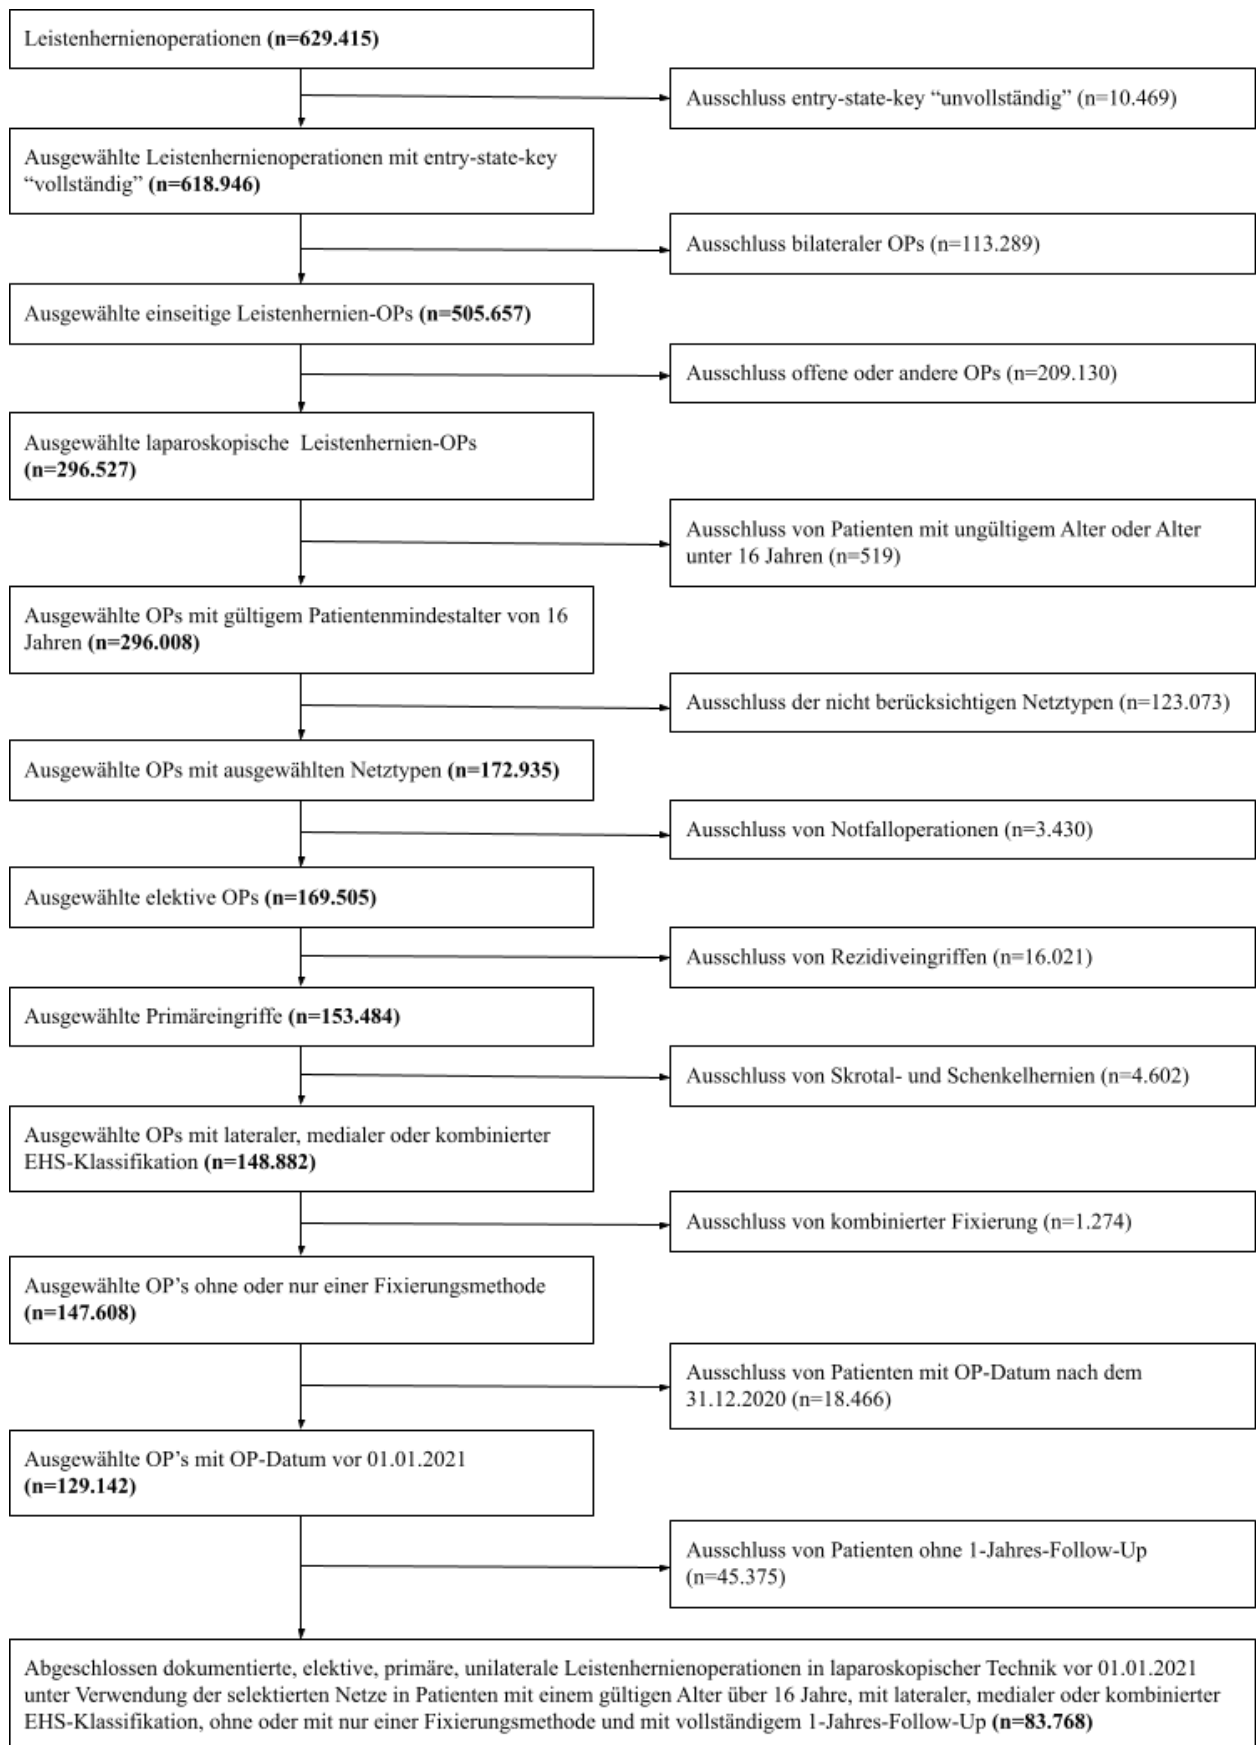 Leistenhernienoperationen (n=629.415)
Ausschluss entry-state-key “unvollständig” (n=10.469)
Ausgewählte Leistenhernienoperationen mit entry-state-key
“vollständig” (n=618.946)
Ausschluss bilateraler OPs (n=113.289)
Ausgewählte einseitige Leistenhernien-OPs (n=505.657)
Ausschluss offene oder andere OPs (n=209.130)
Ausgewählte laparoskopische Leistenhernien-OPs
(n=296.527)
Ausschluss von Patienten mit ungültigem Alter oder Alter
unter 16 Jahren (n=519)
Ausgewählte OPs mit gültigem Patientenmindestalter von 16
Jahren (n=296.008)
Ausschluss der nicht berücksichtigen Netztypen (n=123.073)
Ausgewählte OPs mit ausgewählten Netztypen (n=172.935)
Ausschluss von Notfalloperationen (n=3.430)
Ausgewählte elektive OPs (n=169.505)
Ausschluss von Rezidiveingriffen (n=16.021)
Ausgewählte Primäreingriffe (n=153.484)
Ausschluss von Skrotal- und Schenkelhernien (n=4.602)
Ausgewählte OPs mit lateraler, medialer oder kombinierter
EHS-Klassifikation (n=148.882)
Ausschluss von kombinierter Fixierung (n=1.274)
Ausgewählte OP’s ohne oder nur einer Fixierungsmethode
(n=147.608)
Ausschluss von Patienten mit OP-Datum nach dem
31.12.2020 (n=18.466)
Ausgewählte OP’s mit OP-Datum vor 01.01.2021
(n=129.142)
Ausschluss von Patienten ohne 1-Jahres-Follow-Up
(n=45.375)
Abgeschlossen dokumentierte, elektive, primäre, unilaterale Leistenhernienoperationen in laparoskopischer Technik vor 01.01.2021
unter Verwendung der selektierten Netze in Patienten mit einem gültigen Alter über 16 Jahre, mit lateraler, medialer oder kombinierter
EHS-Klassifikation, ohne oder mit nur einer Fixierungsmethode und mit vollständigem 1-Jahres-Follow-Up (n=83.768)